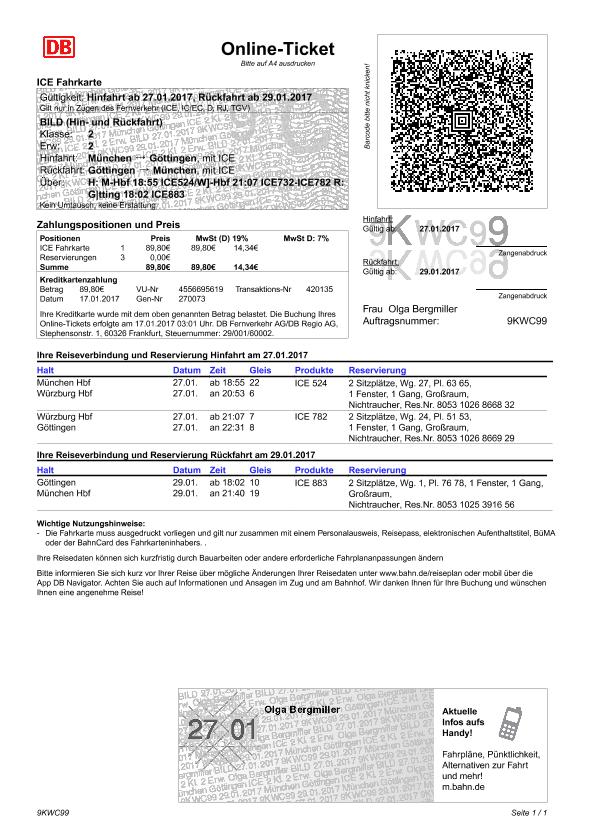 DB
Online-Ticket
Bitte auf A4 ausdrucken
Barcode bitte nicht knicken!
ICE Fahrkarte
Gültigkeit: Hinfahrt ab 27.01.2017, Rückfahrt ab 29.01.2017
Gilt nur in Zügen des Fernverkehr (ICE, IC/EC, D, RJ, TGV)
BILD (Hin- und Rückfahrt)
Klasse: 2
Erw: 2
Hinfahrt: München → Göttingen, mit ICE
Rückfahrt: Göttingen → München, mit ICE
Über: H: M-Hbf 18:55 ICE524/W]-Hbf 21:07 ICE732-ICE782 R:
G|tting 18:02 ICE883
Kein Umtausch, keine Erstattung.
9KWC99
Hinfahrt:
Gültig ab: 27.01.2017
Zangenabdruck
Rückfahrt:
Gültig ab: 29.01.2017
Zangenabdruck
Frau Olga Bergmiller
Auftragsnummer: 9KWC99
Zahlungspositionen und Preis
Positionen Preis MwSt (D) 19% MwSt D: 7%
ICE Fahrkarte 1 89,80€ 89,80€ 14,34€
Reservierungen 3 0,00€
Summe 89,80€ 89,80€ 14,34€
Kreditkartenzahlung
Betrag 89,80€ VU-Nr 4556695619 Transaktions-Nr 420135
Datum 17.01.2017 Gen-Nr 270073
Ihre Kreditkarte wurde mit dem oben genannten Betrag belastet. Die Buchung Ihres
Online-Tickets erfolgte am 17.01.2017 03:01 Uhr. DB Fernverkehr AG/DB Regio AG,
Stephensonstr. 1, 60326 Frankfurt, Steuernummer: 29/001/60002.
Ihre Reiseverbindung und Reservierung Hinfahrt am 27.01.2017
Halt Datum Zeit Gleis Produkte Reservierung
München Hbf 27.01. ab 18:55 22 ICE 524 2 Sitzplätze, Wg. 27, Pl. 63 65,
Würzburg Hbf 27.01. an 20:53 6 1 Fenster, 1 Gang, Großraum,
Nichtraucher, Res.Nr. 8053 1026 8668 32
Würzburg Hbf 27.01. ab 21:07 7 ICE 782 2 Sitzplätze, Wg. 24, Pl. 51 53,
Göttingen 27.01. an 22:31 8 1 Fenster, 1 Gang, Großraum,
Nichtraucher, Res.Nr. 8053 1026 8669 29
Ihre Reiseverbindung und Reservierung Rückfahrt am 29.01.2017
Halt Datum Zeit Gleis Produkte Reservierung
Göttingen 29.01. ab 18:02 10 ICE 883 2 Sitzplätze, Wg. 1, Pl. 76 78, 1 Fenster, 1 Gang,
München Hbf 29.01. an 21:40 19 Großraum,
Nichtraucher, Res.Nr. 8053 1025 3916 56
Wichtige Nutzungshinweise:
- Die Fahrkarte muss ausgedruckt vorliegen und gilt nur zusammen mit einem Personalausweis, Reisepass, elektronischen Aufenthaltstitel, BüMA
oder der BahnCard des Fahrkarteninhabers. .
Ihre Reisedaten können sich kurzfristig durch Bauarbeiten oder andere erforderliche Fahrplananpassungen ändern
Bitte informieren Sie sich kurz vor Ihrer Reise über mögliche Änderungen Ihrer Reisedaten unter www.bahn.de/reiseplan oder mobil über die
App DB Navigator. Achten Sie auch auf Informationen und Ansagen im Zug und am Bahnhof. Wir danken Ihnen für Ihre Buchung und wünschen
Ihnen eine angenehme Reise!
Olga Bergmiller
27 01
Aktuelle
Infos aufs
Handy!
Fahrpläne, Pünktlichkeit,
Alternativen zur Fahrt
und mehr!
m.bahn.de
9KWC99 Seite 1 / 1